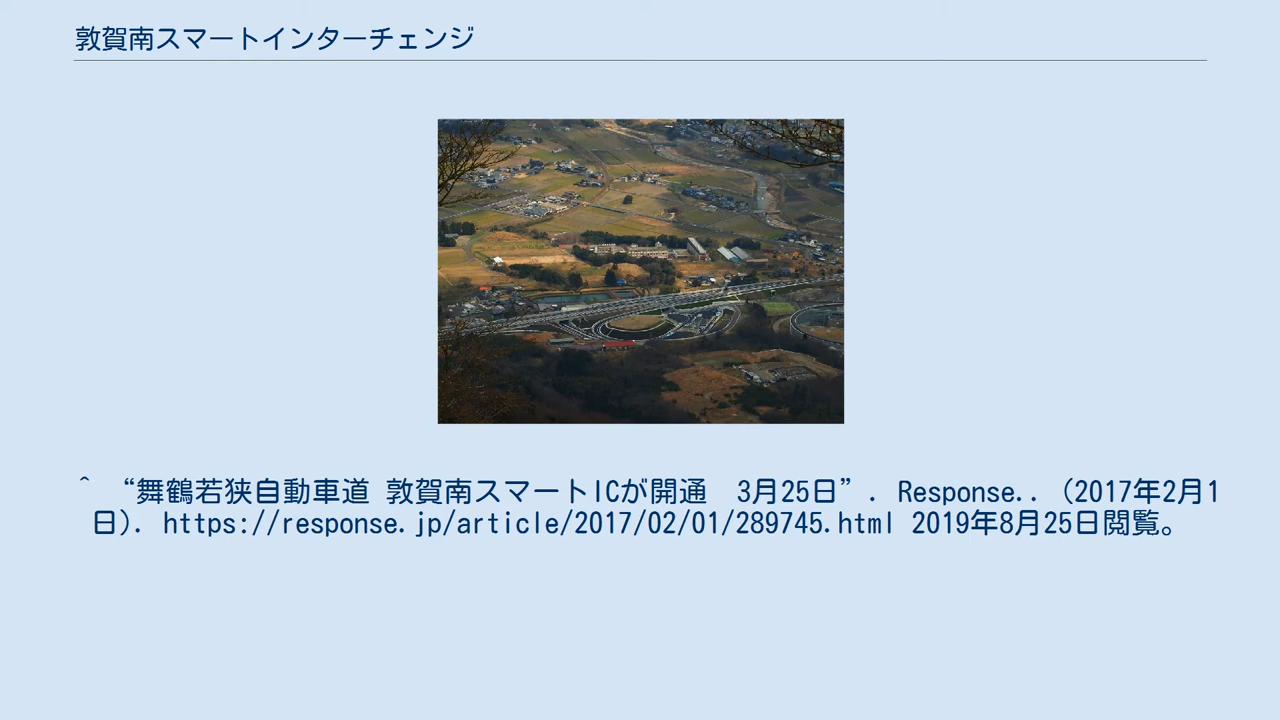 敦賀南スマートインターチェンジ
^ “舞鶴若狭自動車道 敦賀南スマートICが開通　3月25日”. Response.. (2017年2月1
日). https://response.jp/article/2017/02/01/289745.html 2019年8月25日閲覧。